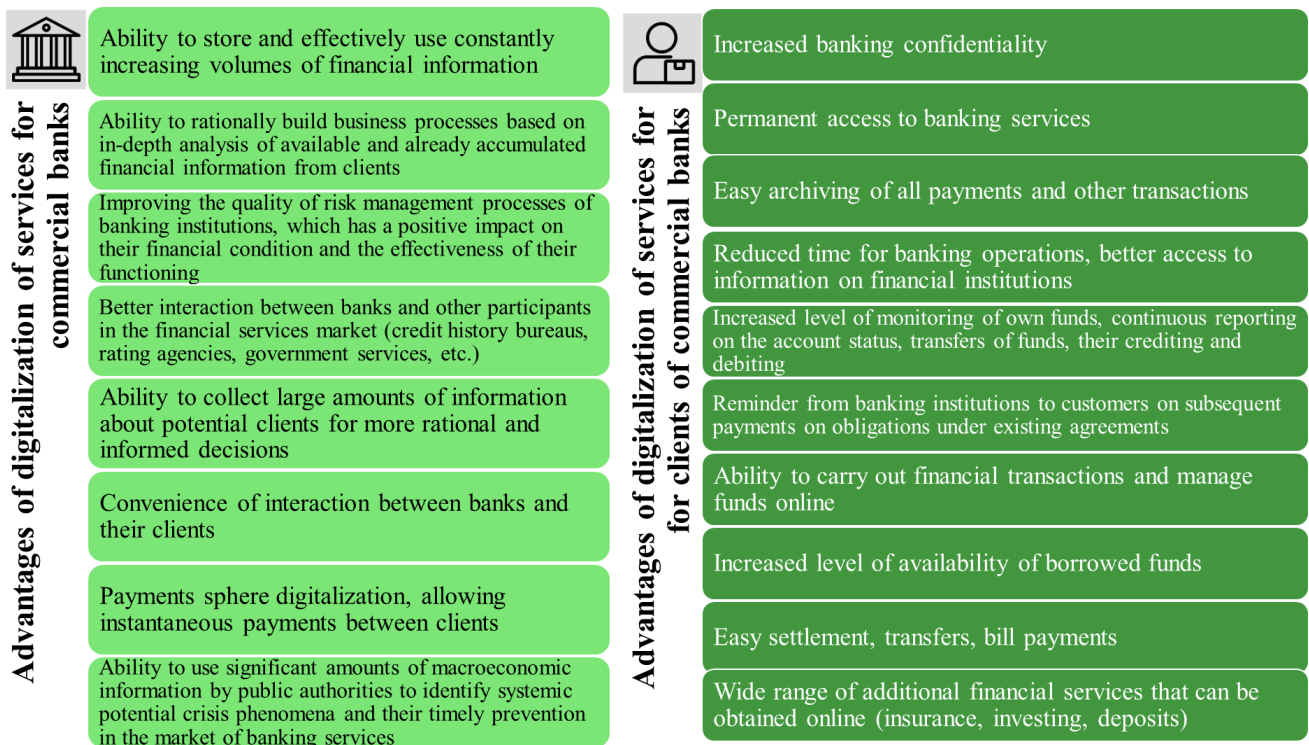 Advantages of digitalization of services for
commercial banks
Ability to store and effectively use constantly
increasing volumes of financial information
Ability to rationally build business processes based on
in-depth analysis of available and already accumulated
financial information from clients
Improving the quality of risk management processes of
banking institutions, which has a positive impact on
their financial condition and the effectiveness of their
functioning
Better interaction between banks and other participants
in the financial services market (credit history bureaus,
rating agencies, government services, etc.)
Ability to collect large amounts of information
about potential clients for more rational and
informed decisions
Convenience of interaction between banks and
their clients
Payments sphere digitalization, allowing
instantaneous payments between clients
Ability to use significant amounts of macroeconomic
information by public authorities to identify systemic
potential crisis phenomena and their timely prevention
in the market of banking services
Advantages of digitalization of services for
for clients of commercial banks
Increased banking confidentiality
Permanent access to banking services
Easy archiving of all payments and other transactions
Reduced time for banking operations, better access to
information on financial institutions
Increased level of monitoring of own funds, continuous reporting
on the account status, transfers of funds, their crediting and
debiting
Reminder from banking institutions to customers on subsequent
payments on obligations under existing agreements
Ability to carry out financial transactions and manage
funds online
Increased level of availability of borrowed funds
Easy settlement, transfers, bill payments
Wide range of additional financial services that can be
obtained online (insurance, investing, deposits)